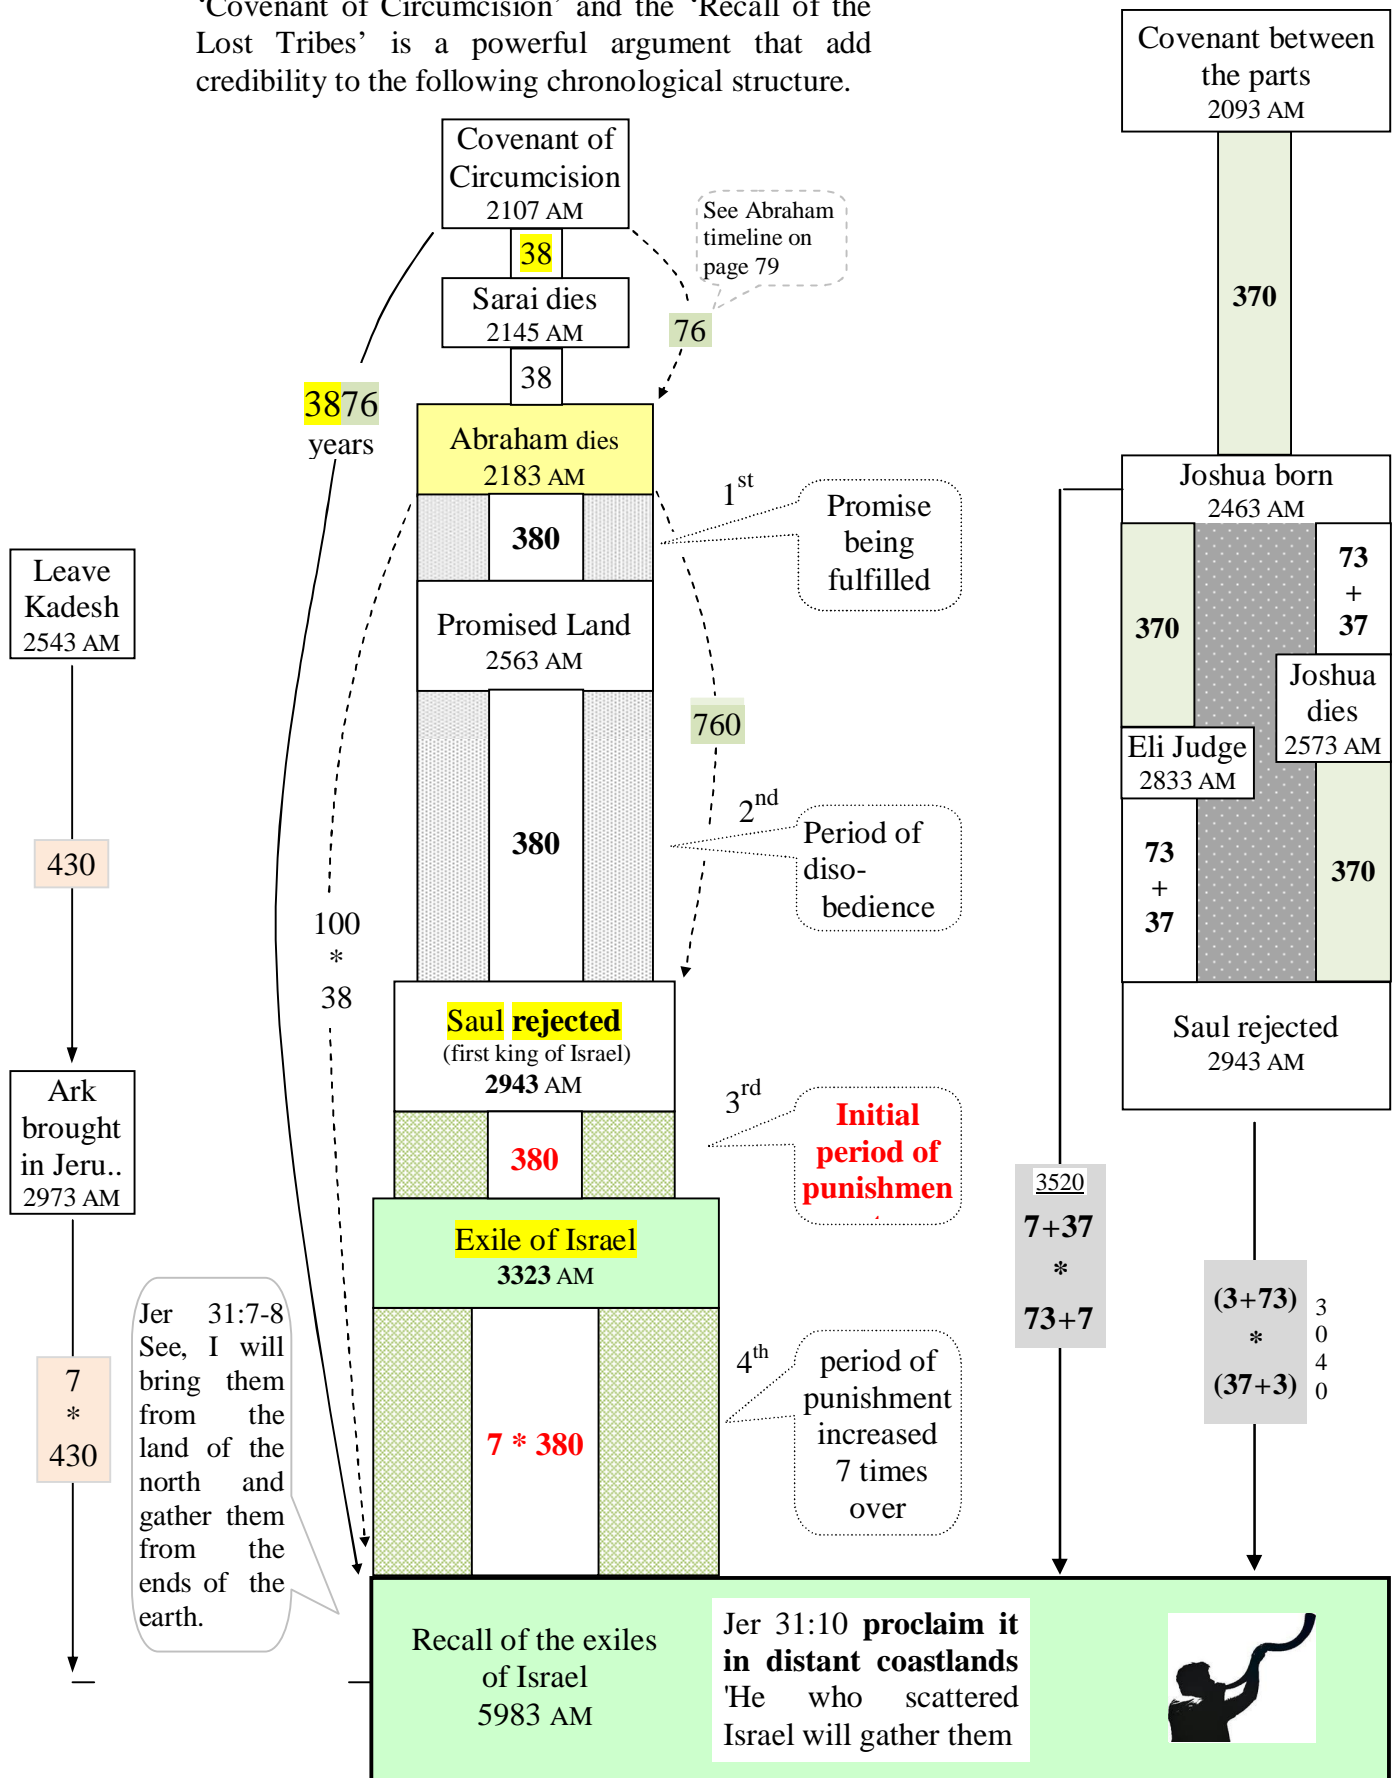 'Covenant of Circumcision' and the 'Recall of the
Lost Tribes' is a powerful argument that add
credibility to the following chronological structure.
Covenant between
the parts
2093 AM
Covenant of
Circumcision
2107 AM
See Abraham
timeline on
page 79
38
Sarai dies
2145 AM
76
370
38
3876
years
Abraham dies
2183 AM
Joshua born
2463 AM
1st
Promise
being
fulfilled
380
Leave
Kadesh
2543 AM
Promised Land
2563 AM
73
+
37
370
Joshua
dies
2573 AM
760
Eli Judge
2833 AM
2nd
Period of
diso-
bedience
380
430
73
+
37
370
100
*
38
Saul rejected
(first king of Israel)
2943 AM
Saul rejected
2943 AM
Ark
brought
in Jeru..
2973 AM
3rd
Initial
period of
punishmen
380
3520
7+37
*
73+7
Exile of Israel
3323 AM
(3+73)
*
(37+3)
3
0
4
0
Jer 31:7-8
See, I will
bring them
from the
land of the
north and
gather them
from the
ends of the
earth.
4th
period of
punishment
increased
7 times
over
7
*
430
7 * 380
Recall of the exiles
of Israel
5983 AM
Jer 31:10 proclaim it
in distant coastlands
'He who scattered
Israel will gather them